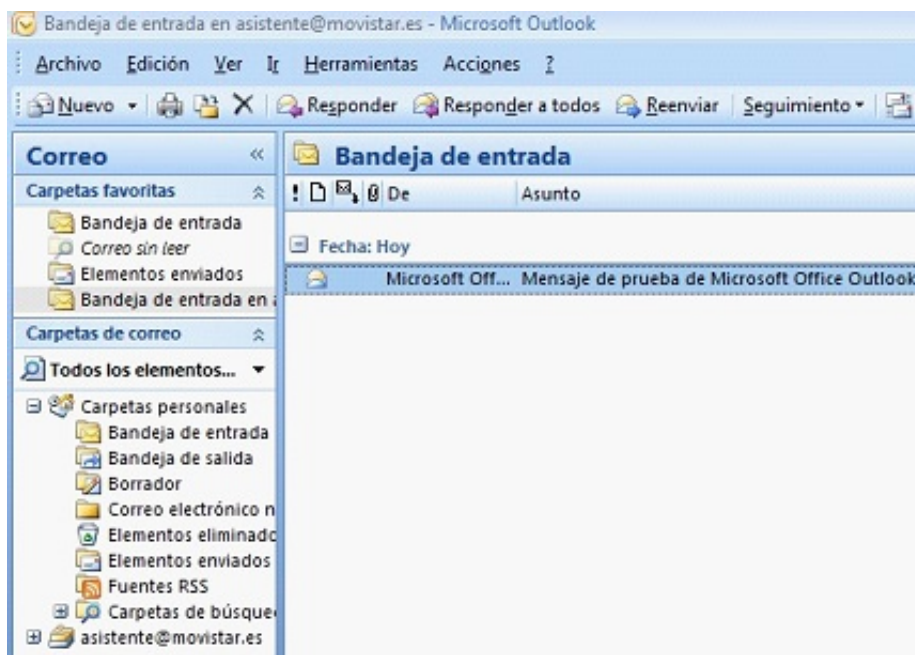 Bandeja de entrada en asistente@movistar.es - Microsoft Outlook
Archivo Edición Ver Ir Herramientas Acciones ?
Nuevo Responder Responder a todos Reenviar Seguimiento
Correo «
Bandeja de entrada
Carpetas favoritas
! De Asunto
Bandeja de entrada
Correo sin leer
Elementos enviados
Bandeja de entrada en a
Fecha: Hoy
Microsoft Off... Mensaje de prueba de Microsoft Office Outlook
Carpetas de correo
Todos los elementos...
Carpetas personales
Bandeja de entrada
Bandeja de salida
Borrador
Correo electrónico n
Elementos eliminado
Elementos enviados
Fuentes RSS
Carpetas de búsque
asistente@movistar.es